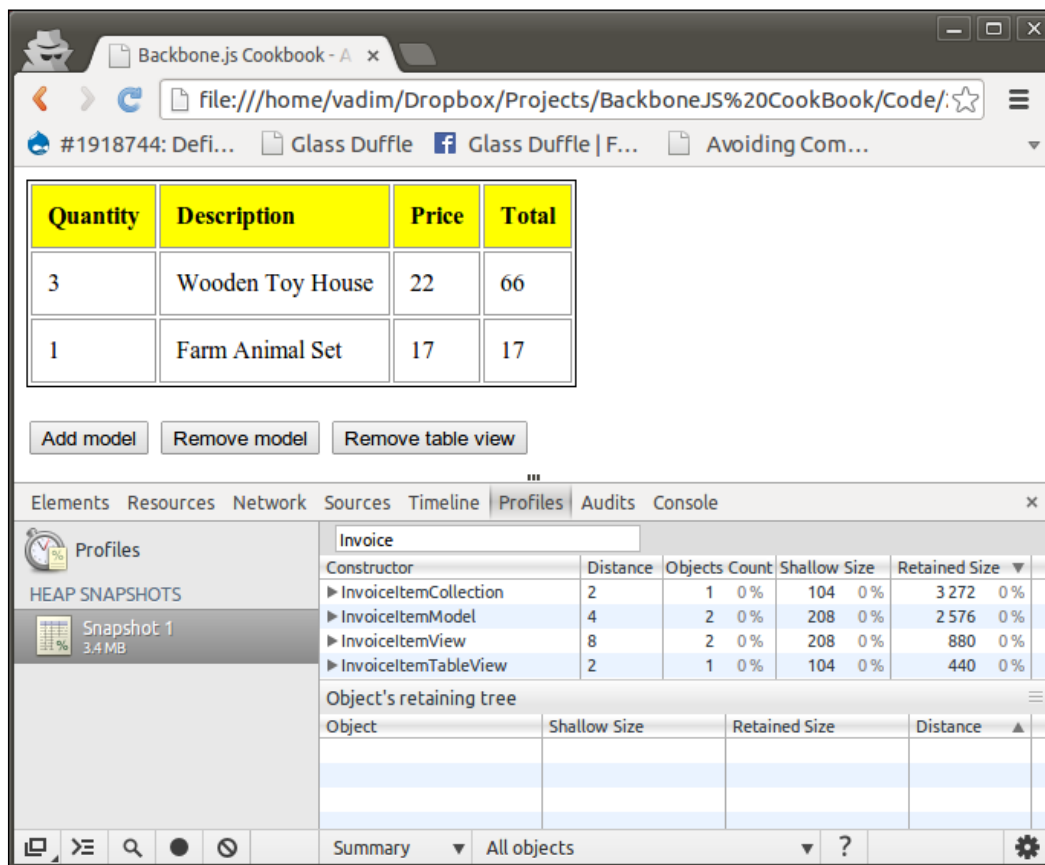 Backbone.js Cookbook - A
file:///home/vadim/Dropbox/Projects/BackboneJS%20CookBook/Code/
#1918744: Defi... Glass Duffle Glass Duffle | F... Avoiding Com...
Quantity Description Price Total
3 Wooden Toy House 22 66
1 Farm Animal Set 17 17
Add model Remove model Remove table view
Elements Resources Network Sources Timeline Profiles Audits Console
Profiles
HEAP SNAPSHOTS
Snapshot 1
3.4 MB
Invoice
Constructor Distance Objects Count Shallow Size Retained Size
InvoiceItemCollection 2 1 0% 104 0% 3 272 0%
InvoiceItemModel 4 2 0% 208 0% 2 576 0%
InvoiceItemView 8 2 0% 208 0% 880 0%
InvoiceItemTableView 2 1 0% 104 0% 440 0%
Object's retaining tree
Object Shallow Size Retained Size Distance
Summary All objects ?